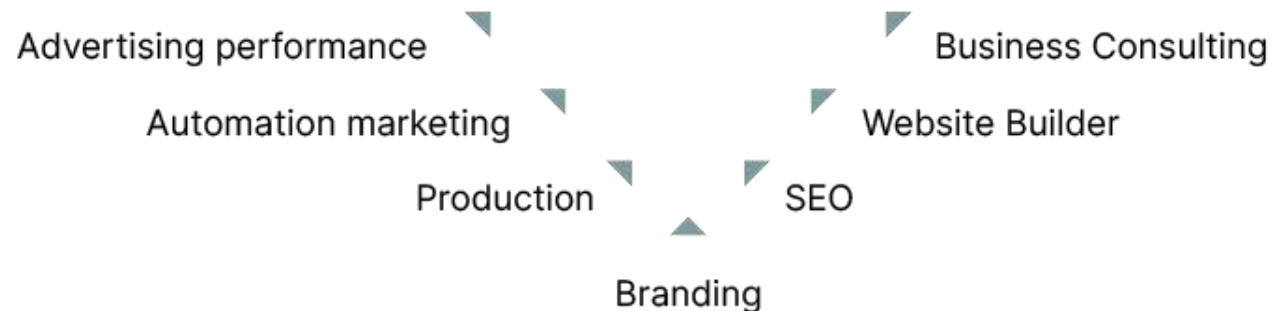 Advertising performance
Business Consulting
Automation marketing
Website Builder
Production
SEO
Branding